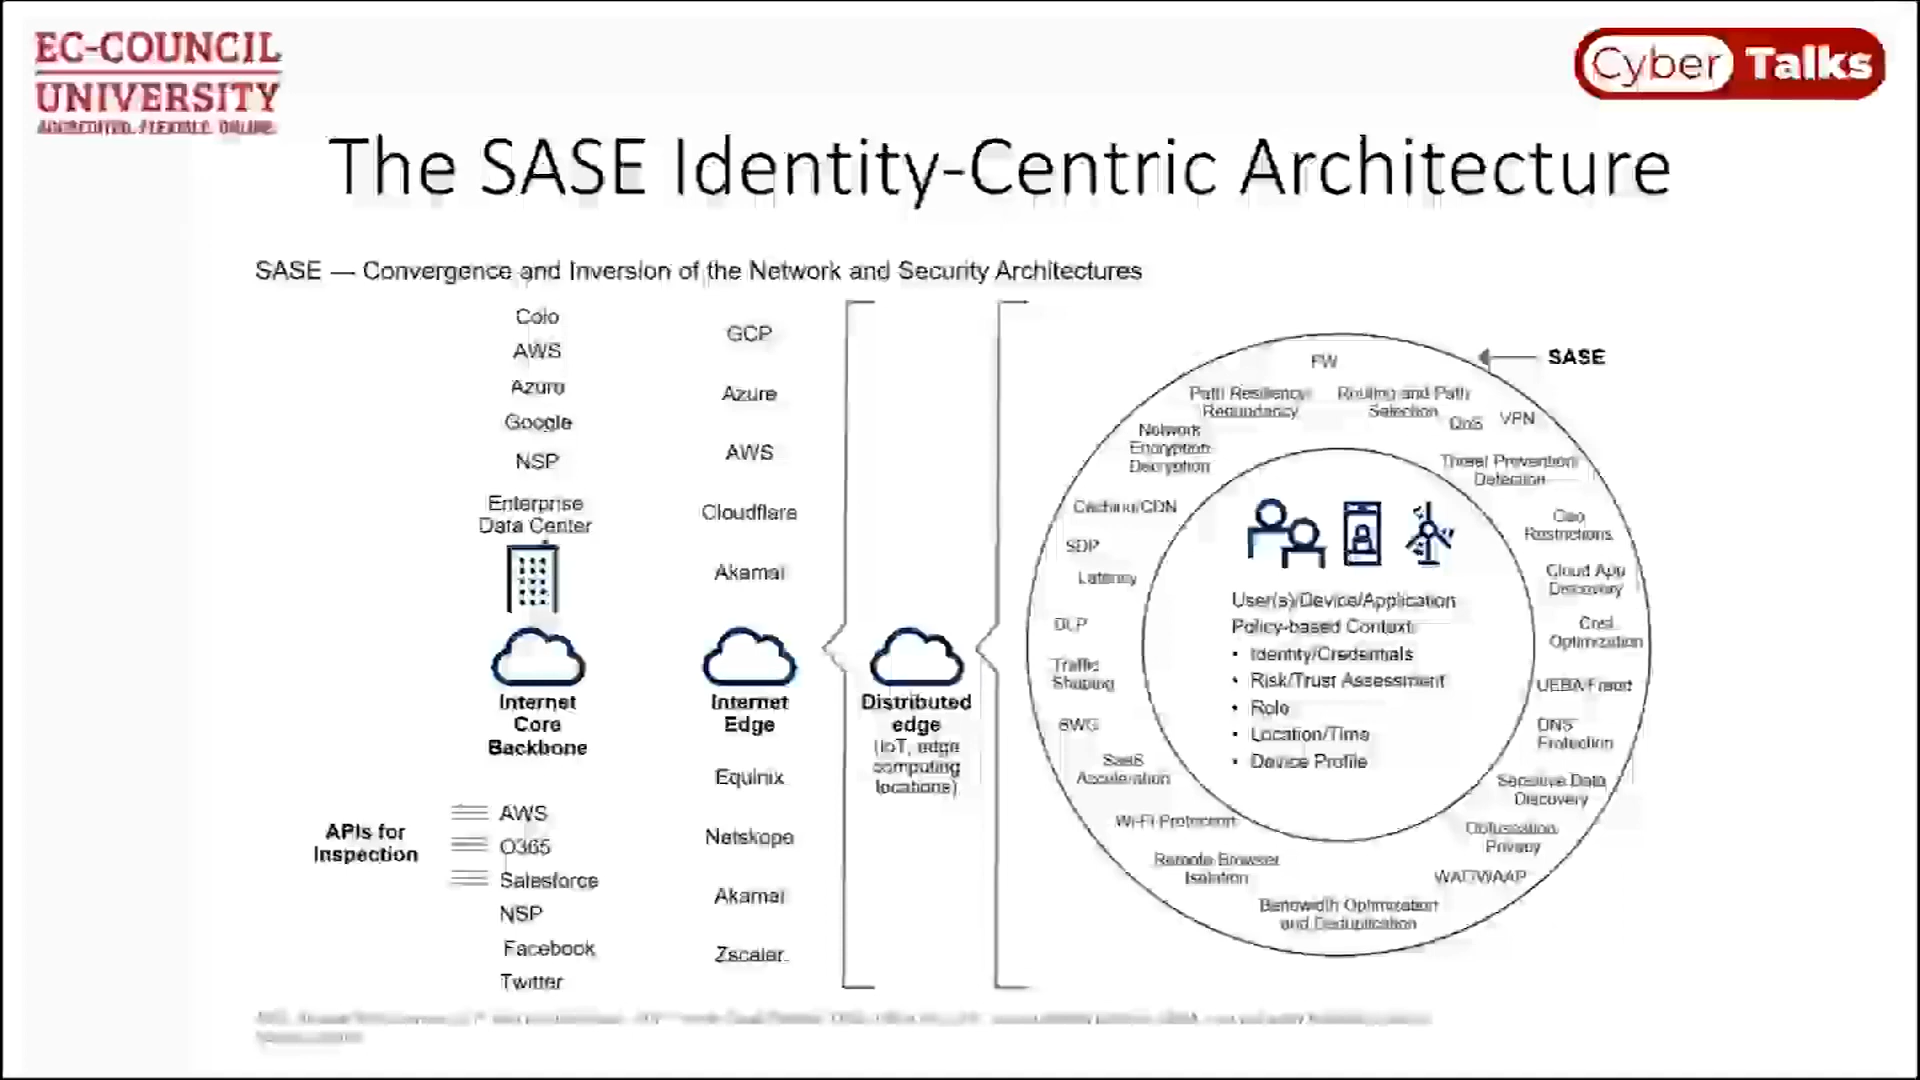 EC-COUNCIL
UNIVERSITY
ACCREDITED. FLEXIBLE. ONLINE.
Cyber Talks
The SASE Identity-Centric Architecture
SASE — Convergence and Inversion of the Network and Security Architectures
Colo
AWS
Azure
Google
NSP
Enterprise
Data Center
Internet
Core
Backbone
APIs for
Inspection
AWS
O365
Salesforce
NSP
Facebook
Twitter
GCP
Azure
AWS
Cloudflare
Akamai
Internet
Edge
Equinix
Netskope
Akamai
Zscaler
Distributed
edge
(IoT, edge
computing
locations)
SASE
FW
Path Resiliency/
Redundancy
Routing and Path
Selection
QoS
VPN
Network
Encryption
Decryption
Threat Prevention/
Detection
Caching/CDN
Geo
Restrictions
SDP
Latency
Cloud App
Discovery
DLP
Cost
Optimization
Traffic
Shaping
UEBA/Fraud
SWG
DNS
Protection
SaaS
Acceleration
Sensitive Data
Discovery
Wi-Fi Protection
Obfuscation
Privacy
Remote Browser
Isolation
WAF/WAAP
Bandwidth Optimization
and Deduplication
User(s)/Device/Application
Policy-based Context:
• Identity/Credentials
• Risk/Trust Assessment
• Role
• Location/Time
• Device Profile